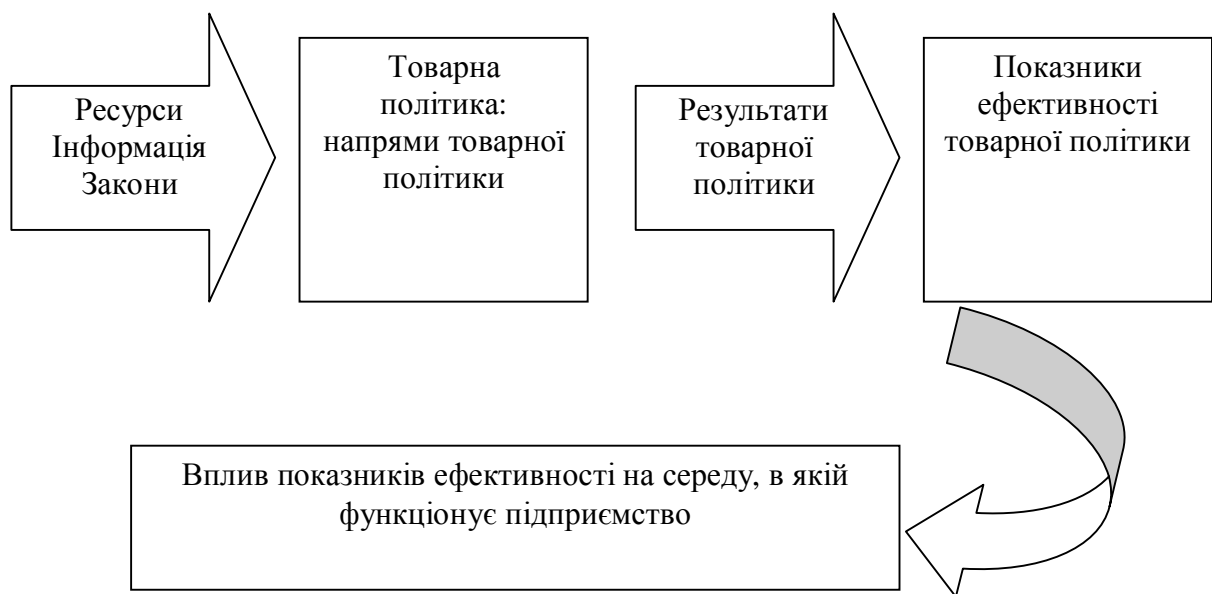 Ресурси
Інформація
Закони
Товарна
політика:
напрями товарної
політики
Результати
товарної
політики
Показники
ефективності
товарної політики
Вплив показників ефективності на середу, в якій
функціонує підприємство